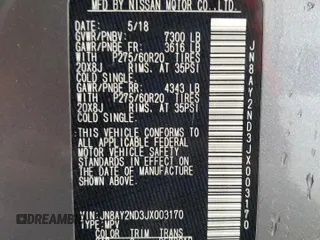 MFD BY NISSAN MOTOR CO.,LTD.
DATE 5/18
GVWR/PNBV: 7300 LB
GAWR/PNBE FR: 3616 LB
WITH P275/60R20 TIRES
20X8J RIMS, AT 35PSI
COLD SINGLE
GAWR/PNBE RR: 4343 LB
WITH P275/60R20 TIRES
20X8J RIMS, AT 35PSI
COLD SINGLE
THIS VEHICLE CONFORMS TO ALL
APPLICABLE FEDERAL MOTOR
VEHICLE SAFETY STANDARDS
IN EFFECT ON THE DATE OF
MANUFACTURE SHOWN ABOVE.
VIN:JN8AY2ND3JX003170
TYPE:MPV
COLOR TRIM TRANS
JN8AY2ND3JX003170